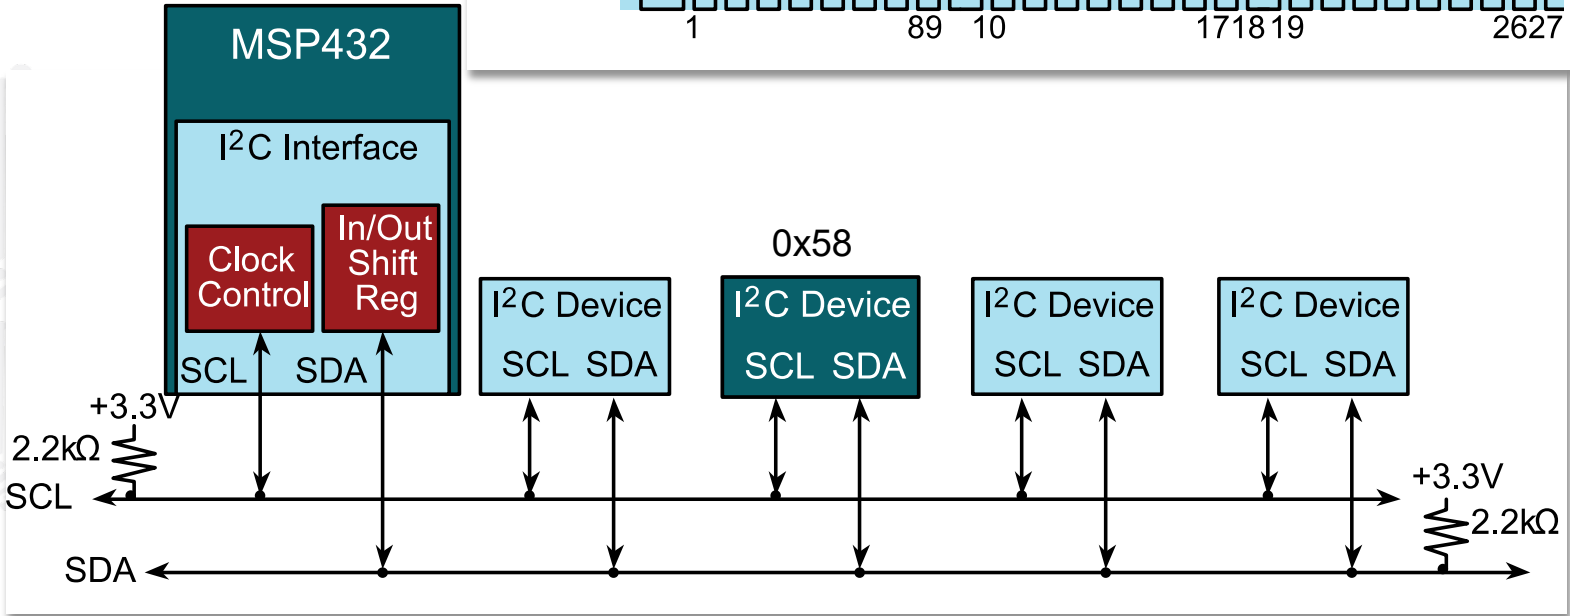 1 89 10 171819 2627
MSP432
I²C Interface
Clock
Control
In/Out
Shift
Reg
SCL SDA
0x58
I²C Device
SCL SDA
I²C Device
SCL SDA
I²C Device
SCL SDA
I²C Device
SCL SDA
+3.3V
2.2kΩ
SCL
+3.3V
2.2kΩ
SDA